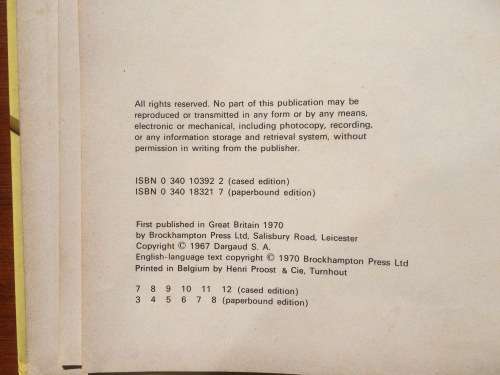 All rights reserved. No part of this publication may be
reproduced or transmitted in any form or by any means,
electronic or mechanical, including photocopy, recording,
or any information storage and retrieval system, without
permission in writing from the publisher.
ISBN 0 340 10392 2 (cased edition)
ISBN 0 340 18321 7 (paperbound edition)
First published in Great Britain 1970
by Brockhampton Press Ltd, Salisbury Road, Leicester
Copyright © 1967 Dargaud S. A.
English-language text copyright © 1970 Brockhampton Press Ltd
Printed in Belgium by Henri Proost & Cie, Turnhout
7 8 9 10 11 12 (cased edition)
3 4 5 6 7 8 (paperbound edition)